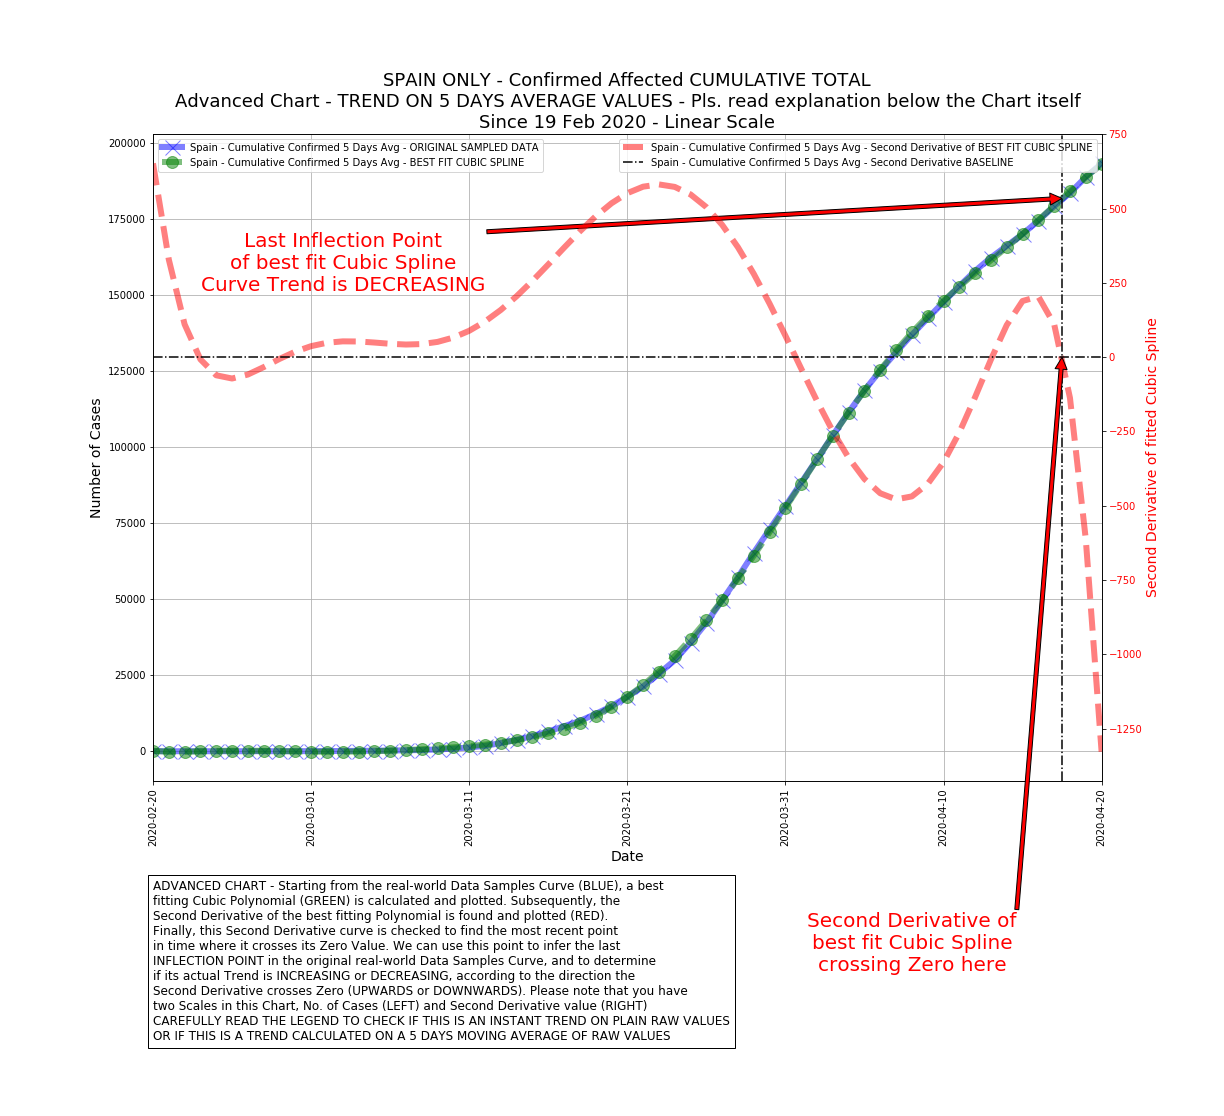 SPAIN ONLY - Confirmed Affected CUMULATIVE TOTAL
Advanced Chart - TREND ON 5 DAYS AVERAGE VALUES - Pls. read explanation below the Chart itself
Since 19 Feb 2020 - Linear Scale
Spain - Cumulative Confirmed 5 Days Avg - ORIGINAL SAMPLED DATA
Spain - Cumulative Confirmed 5 Days Avg - BEST FIT CUBIC SPLINE
Spain - Cumulative Confirmed 5 Days Avg - Second Derivative of BEST FIT CUBIC SPLINE
Spain - Cumulative Confirmed 5 Days Avg - Second Derivative BASELINE
Last Inflection Point
of best fit Cubic Spline
Curve Trend is DECREASING
Number of Cases
200000
175000
150000
125000
100000
75000
50000
25000
0
750
500
250
0
−250
−500
−750
−1000
−1250
Second Derivative of fitted Cubic Spline
2020-02-20
2020-03-01
2020-03-11
2020-03-21
2020-03-31
2020-04-10
2020-04-20
Date
Second Derivative of
best fit Cubic Spline
crossing Zero here
ADVANCED CHART - Starting from the real-world Data Samples Curve (BLUE), a best
fitting Cubic Polynomial (GREEN) is calculated and plotted. Subsequently, the
Second Derivative of the best fitting Polynomial is found and plotted (RED).
Finally, this Second Derivative curve is checked to find the most recent point
in time where it crosses its Zero Value. We can use this point to infer the last
INFLECTION POINT in the original real-world Data Samples Curve, and to determine
if its actual Trend is INCREASING or DECREASING, according to the direction the
Second Derivative crosses Zero (UPWARDS or DOWNWARDS). Please note that you have
two Scales in this Chart, No. of Cases (LEFT) and Second Derivative value (RIGHT)
CAREFULLY READ THE LEGEND TO CHECK IF THIS IS AN INSTANT TREND ON PLAIN RAW VALUES
OR IF THIS IS A TREND CALCULATED ON A 5 DAYS MOVING AVERAGE OF RAW VALUES